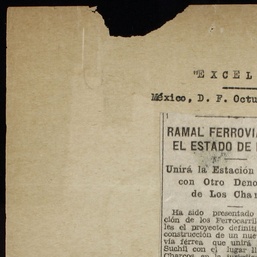 "E X C E L
México, D. F. Octu
RAMAL FERROVIA
EL ESTADO DE
Unirá la Estación
con Otro Deno
de Los Char
Ha sido presentado
ción de los Ferrocarril
les el proyecto definiti
construcción de un nue
vía férrea que unirá
Suchil con el lugar
Charcos en la